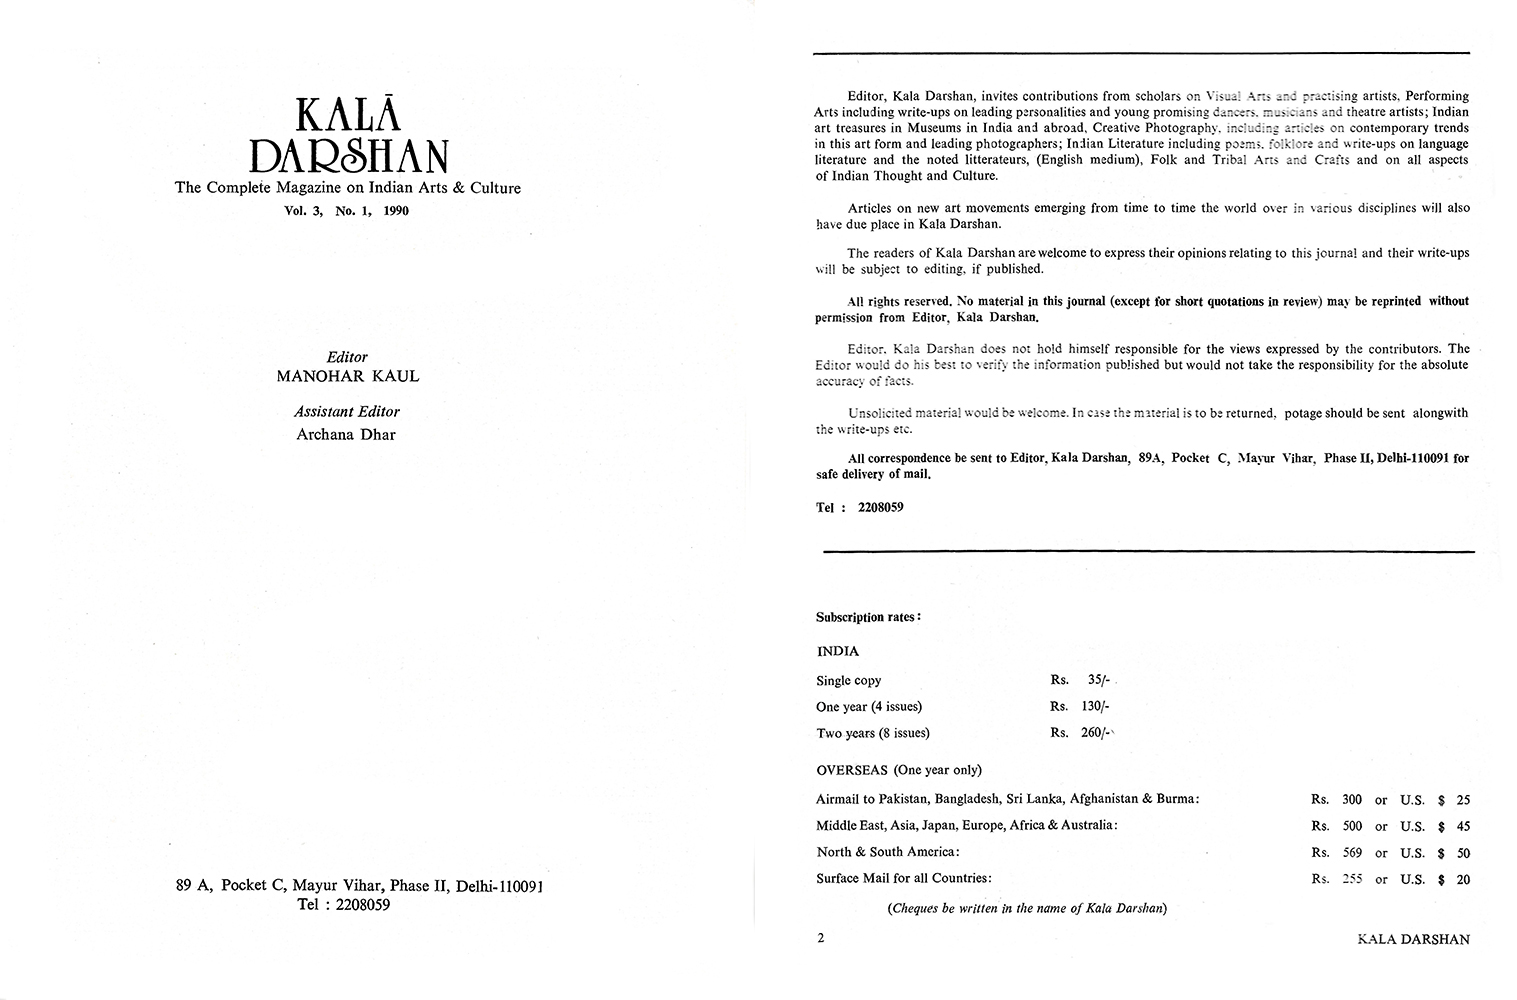 KALĀ
DARSHAN
The Complete Magazine on Indian Arts & Culture
Vol. 3, No. 1, 1990
Editor
MANOHAR KAUL
Assistant Editor
Archana Dhar
89 A, Pocket C, Mayur Vihar, Phase II, Delhi-110091
Tel : 2208059
Editor, Kala Darshan, invites contributions from scholars on Visual Arts and practising artists, Performing
Arts including write-ups on leading personalities and young promising dancers, musicians and theatre artists; Indian
art treasures in Museums in India and abroad, Creative Photography, including articles on contemporary trends
in this art form and leading photographers; Indian Literature including poems, folklore and write-ups on language
literature and the noted litterateurs, (English medium), Folk and Tribal Arts and Crafts and on all aspects
of Indian Thought and Culture.
Articles on new art movements emerging from time to time the world over in various disciplines will also
have due place in Kala Darshan.
The readers of Kala Darshan are welcome to express their opinions relating to this journal and their write-ups
will be subject to editing, if published.
All rights reserved. No material in this journal (except for short quotations in review) may be reprinted without
permission from Editor, Kala Darshan.
Editor, Kala Darshan does not hold himself responsible for the views expressed by the contributors. The
Editor would do his best to verify the information published but would not take the responsibility for the absolute
accuracy of facts.
Unsolicited material would be welcome. In case the material is to be returned, potage should be sent alongwith
the write-ups etc.
All correspondence be sent to Editor, Kala Darshan, 89A, Pocket C, Mayur Vihar, Phase II, Delhi-110091 for
safe delivery of mail.
Tel : 2208059
Subscription rates :
INDIA
Single copy Rs. 35/-
One year (4 issues) Rs. 130/-
Two years (8 issues) Rs. 260/-
OVERSEAS (One year only)
Airmail to Pakistan, Bangladesh, Sri Lanka, Afghanistan & Burma: Rs. 300 or U.S. $ 25
Middle East, Asia, Japan, Europe, Africa & Australia: Rs. 500 or U.S. $ 45
North & South America: Rs. 569 or U.S. $ 50
Surface Mail for all Countries: Rs. 255 or U.S. $ 20
(Cheques be written in the name of Kala Darshan)
2 KALA DARSHAN